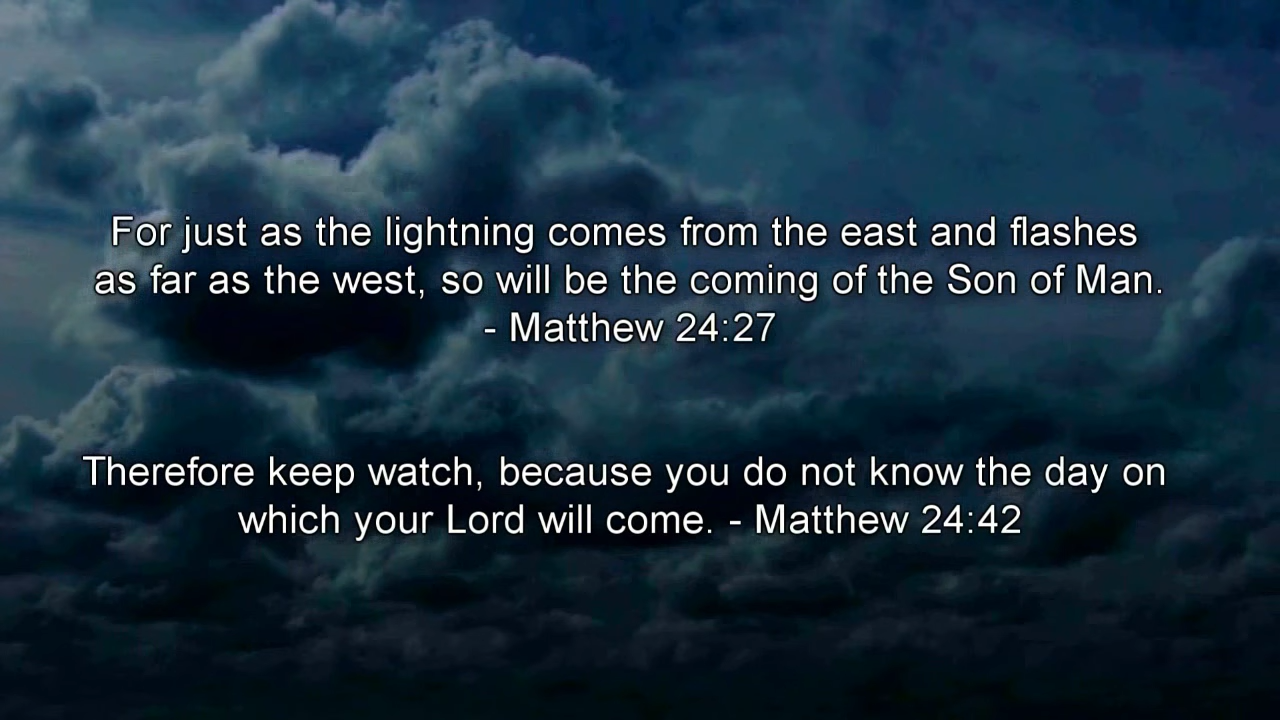 For just as the lightning comes from the east and flashes
as far as the west, so will be the coming of the Son of Man.
- Matthew 24:27
Therefore keep watch, because you do not know the day on
which your Lord will come. - Matthew 24:42